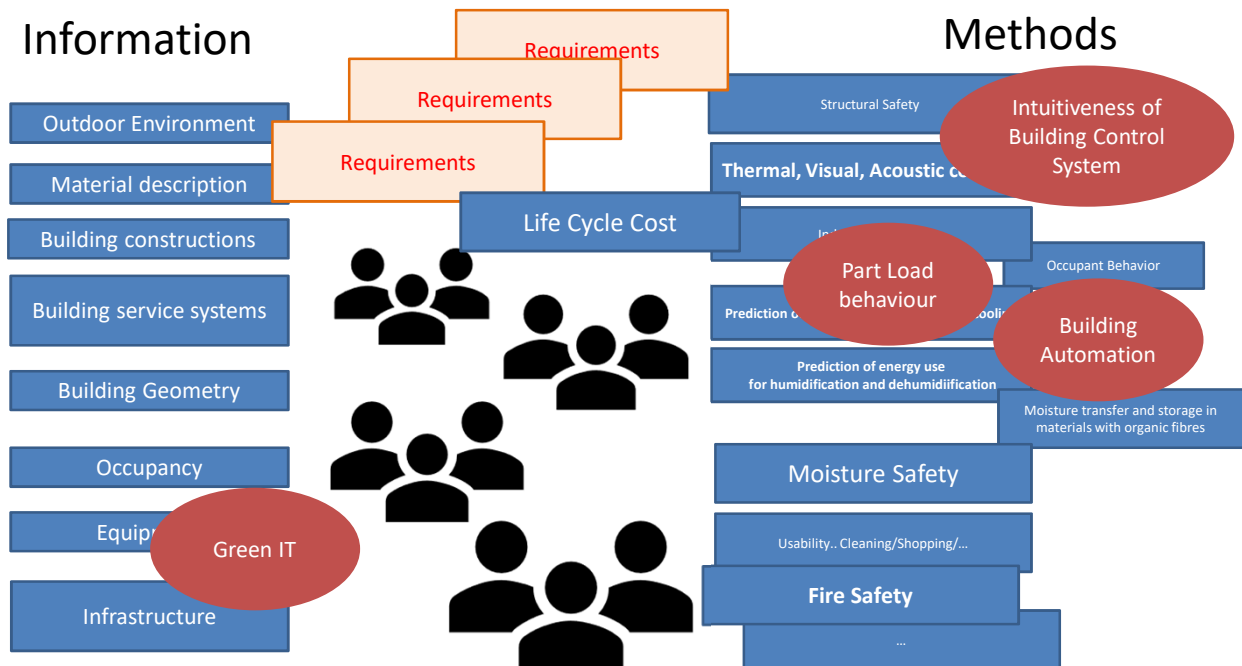 Information
Methods
Requirements
Requirements
Requirements
Outdoor Environment
Material description
Building constructions
Building service systems
Building Geometry
Occupancy
Green IT
Infrastructure
Life Cycle Cost
Structural Safety
Intuitiveness of
Building Control
System
Thermal, Visual, Acoustic
Part Load
behaviour
Occupant Behavior
Prediction
Building
Automation
Prediction of energy use
for humidification and dehumidiification
Moisture transfer and storage in
materials with organic fibres
Moisture Safety
Usability.. Cleaning/Shopping/...
Fire Safety
...